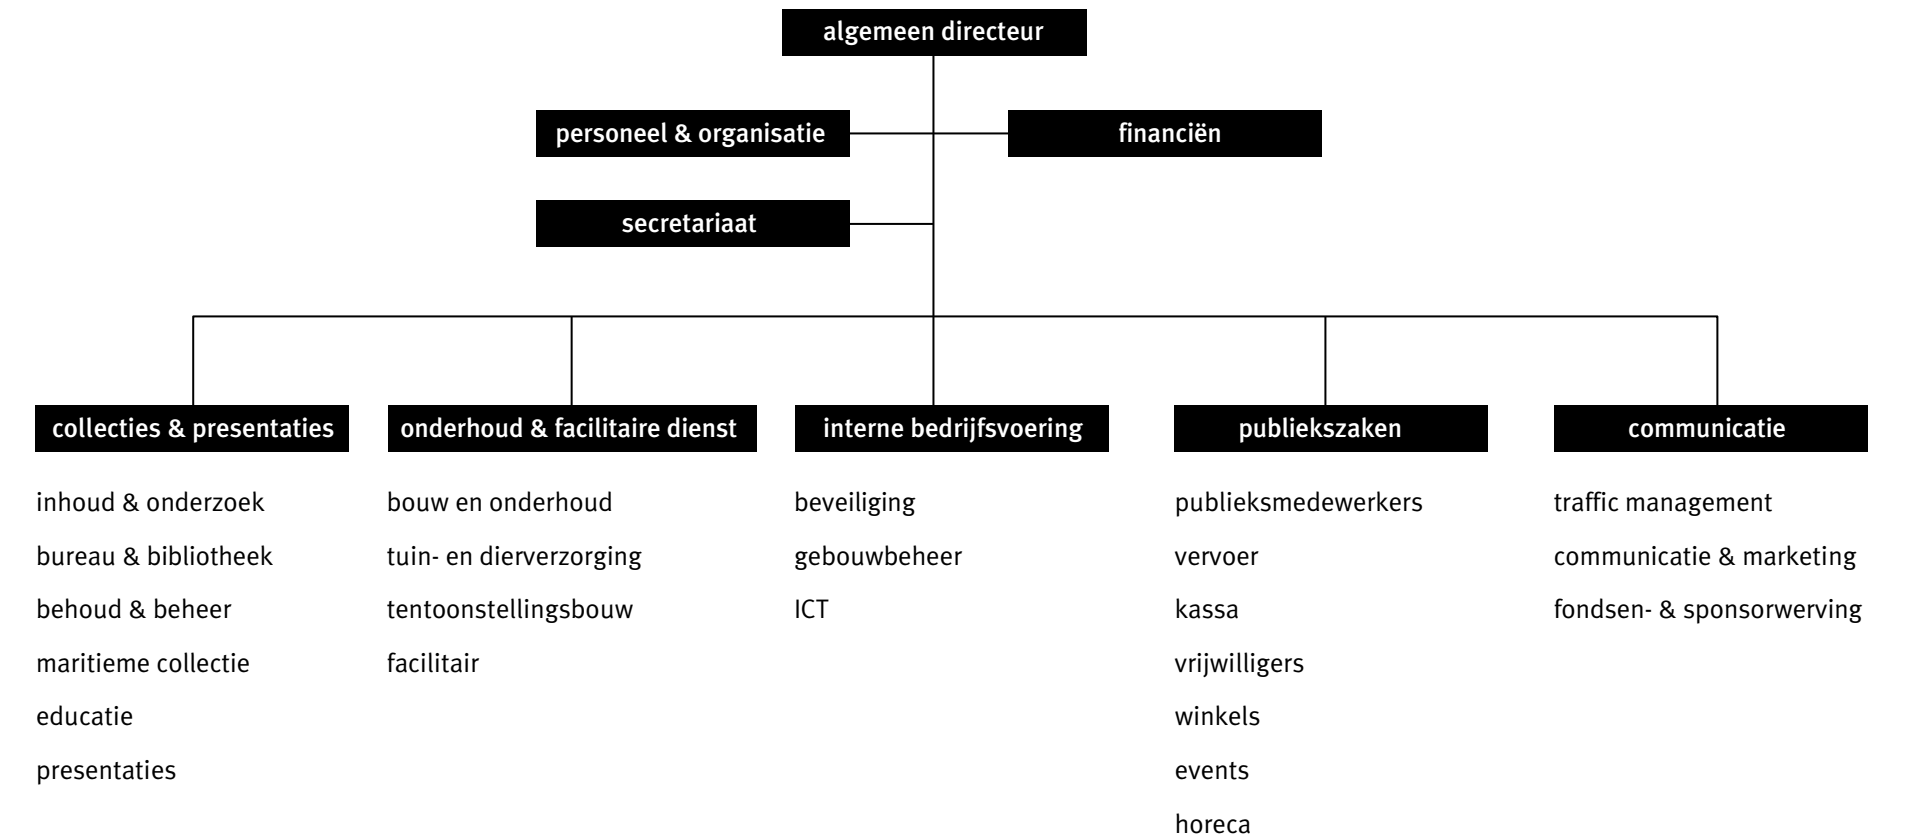 algemeen directeur
personeel & organisatie
financiën
secretariaat
collecties & presentaties
inhoud & onderzoek
bureau & bibliotheek
behoud & beheer
maritieme collectie
educatie
presentaties
onderhoud & facilitaire dienst
bouw en onderhoud
tuin- en dierverzorging
tentoonstellingsbouw
facilitair
interne bedrijfsvoering
beveiliging
gebouwbeheer
ICT
publiekszaken
publieksmedewerkers
vervoer
kassa
vrijwilligers
winkels
events
horeca
communicatie
traffic management
communicatie & marketing
fondsen- & sponsorwerving